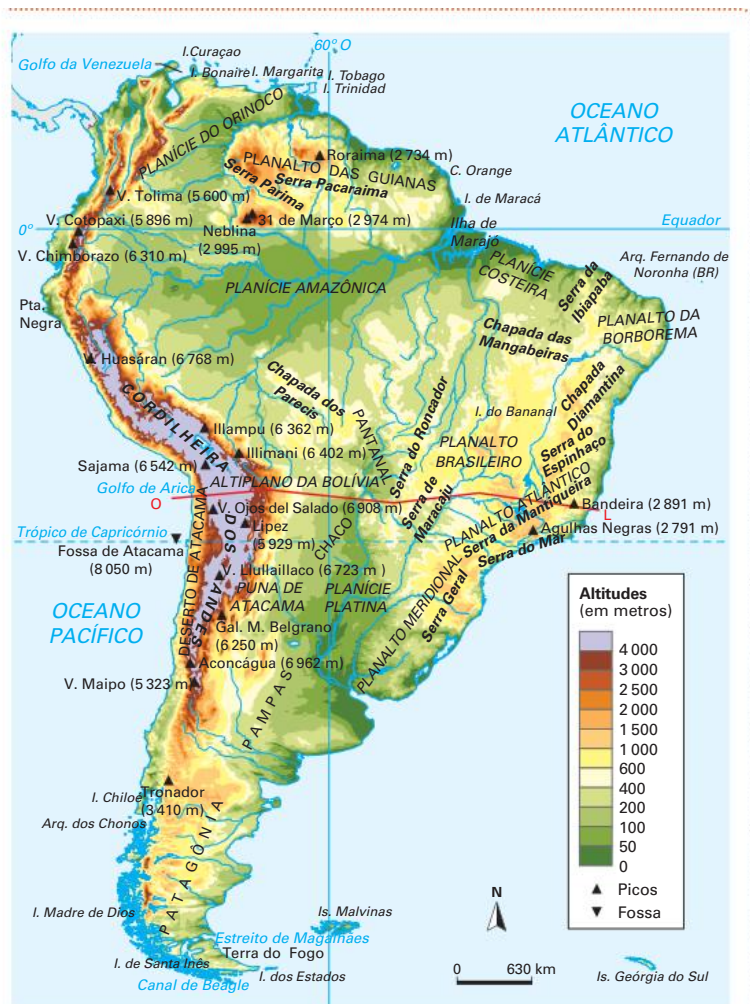 60º O
I.Curaçao
Golfo da Venezuela
I. Bonaire
I. Margarita
I. Tobago
I. Trinidad
OCEANO
ATLÂNTICO
PLANÍCIE DO ORINOCO
Roraima (2 734 m)
PLANALTO DAS GUIANAS
Serra Pacaraima
Serra Parima
C. Orange
V. Tolima (5 600 m)
I. de Maracá
V. Cotopaxi (5 896 m)
31 de Março (2 974 m)
Ilha de
Marajó
Equador
0º
Neblina
(2 995 m)
V. Chimborazo (6 310 m)
PLANÍCIE
COSTEIRA
Serra da
Ibiapaba
Arq. Fernando de
Noronha (BR)
PLANÍCIE AMAZÔNICA
Pta.
Negra
PLANALTO DA
BORBOREMA
Chapada das
Mangabeiras
Huasáran (6 768 m)
CORDILHEIRA
DOS
ANDES
Chapada dos
Parecis
PANTANAL
Serra do Roncador
I. do Bananal
Chapada
Diamantina
Illampu (6 362 m)
PLANALTO
BRASILEIRO
Serra do
Espinhaço
Illimani (6 402 m)
Sajama (6 542 m)
ALTIPLANO DA BOLÍVIA
Serra de
Maracaju
Golfo de Arica
O
PLANALTO ATLÂNTICO
Bandeira (2 891 m)
L
V. Ojos del Salado (6 908 m)
Serra da Mantiqueira
Lipez
(5 929 m)
CHACO
Agulhas Negras (2 791 m)
Trópico de Capricórnio
Serra do Mar
Fossa de Atacama
(8 050 m)
DESERTO DE ATACAMA
V. Llullaillaco (6 723 m)
PUNA DE
ATACAMA
PLANÍCIE
PLATINA
PLANALTO MERIDIONAL
Serra Geral
OCEANO
PACÍFICO
Gal. M. Belgrano
(6 250 m)
Aconcágua (6 962 m)
V. Maipo (5 323 m
PAMPAS
Tronador
(3 410 m)
I. Chiloé
Arq. dos Chonos
PATAGÔNIA
I. Madre de Dios
Is. Malvinas
Estreito de Magalhães
Terra do Fogo
I. de Santa Inês
I. dos Estados
Canal de Beagle
Is. Geórgia do Sul
Altitudes
(em metros)
4 000
3 000
2 500
2 000
1 500
1 000
600
400
200
100
50
0
Picos
Fossa
N
0 630 km